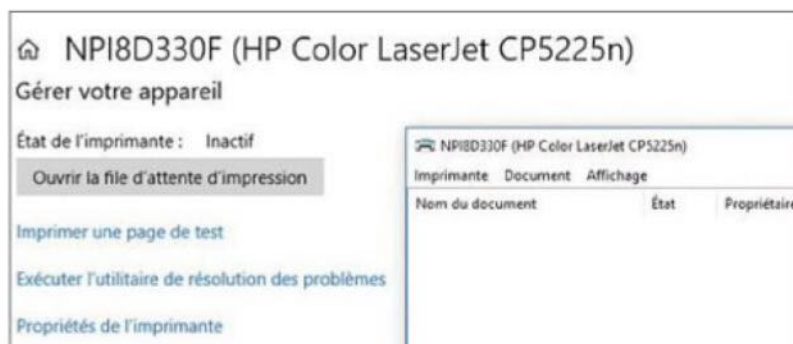 NPI8D330F (HP Color LaserJet CP5225n)
Gérer votre appareil
État de l'imprimante : Inactif
Ouvrir la file d'attente d'impression
Imprimer une page de test
Exécuter l'utilitaire de résolution des problèmes
Propriétés de l'imprimante
NPI8D330F (HP Color LaserJet CP5225n)
Imprimante Document Affichage
Nom du document État Propriétaire